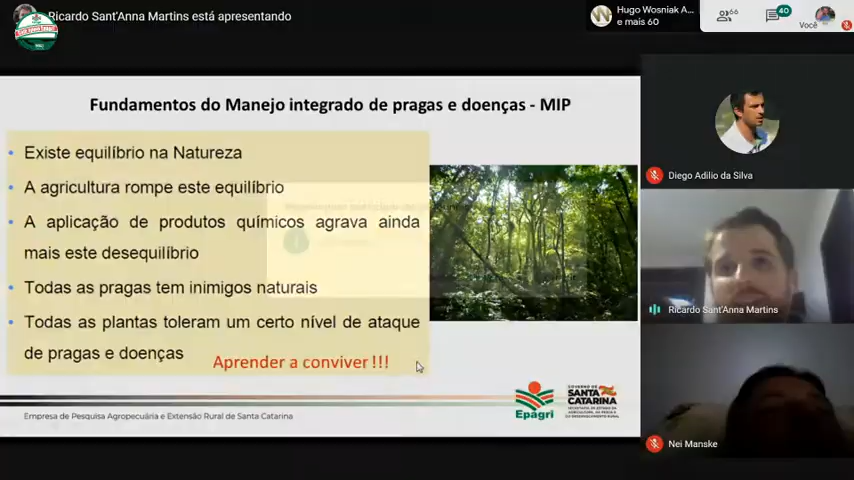 Ricardo Sant'Anna Martins está apresentando
Hugo Wosniak A...
e mais 60
66
40
Você
Fundamentos do Manejo integrado de pragas e doenças - MIP
• Existe equilíbrio na Natureza
• A agricultura rompe este equilíbrio
• A aplicação de produtos químicos agrava ainda
mais este desequilíbrio
• Todas as pragas tem inimigos naturais
• Todas as plantas toleram um certo nível de ataque
de pragas e doenças
Aprender a conviver !!!
Diego Adilio da Silva
Ricardo Sant'Anna Martins
Nei Manske
Epagri
GOVERNO DE
SANTA
CATARINA
Empresa de Pesquisa Agropecuária e Extensão Rural de Santa Catarina